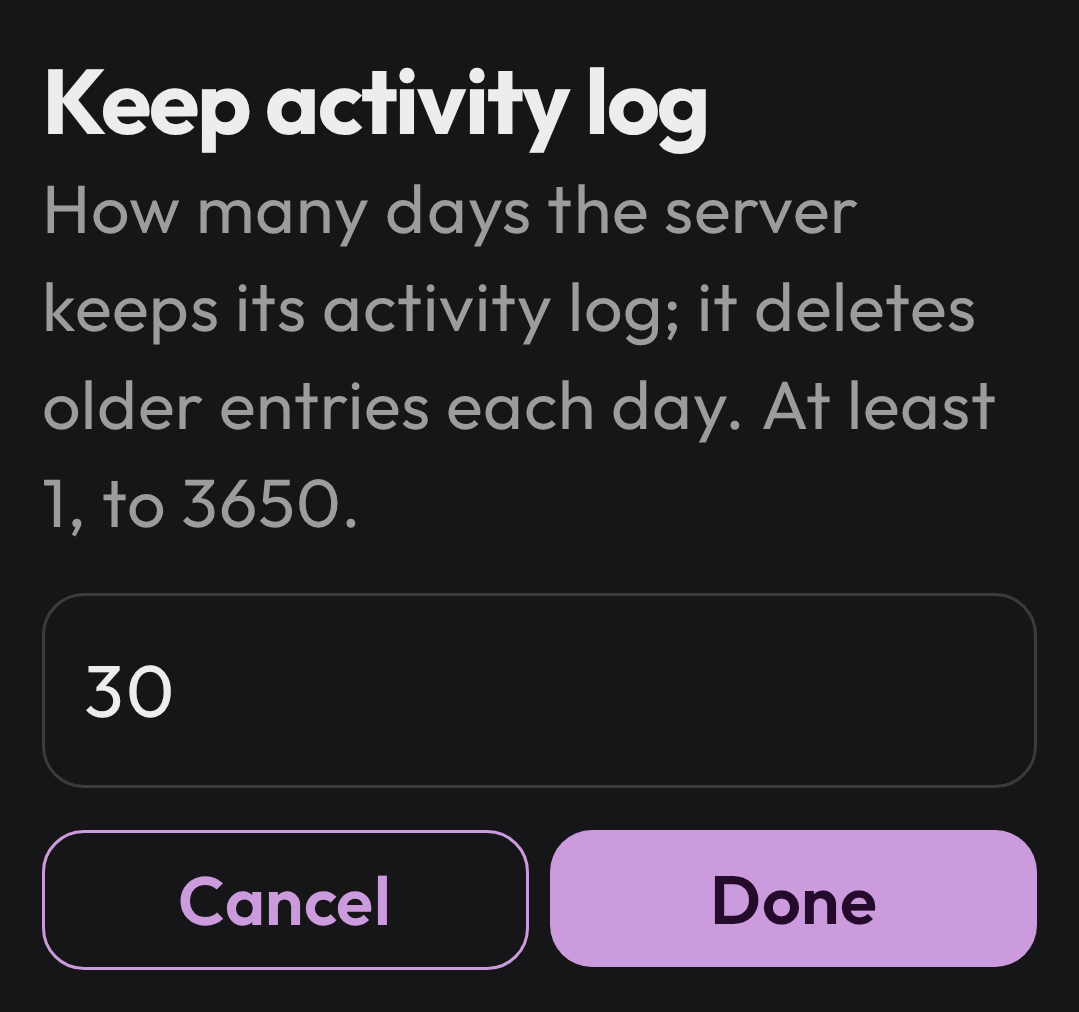 Keep activity log
How many days the server
keeps its activity log; it deletes
older entries each day. At least
1, to 3650.
30
Cancel
Done